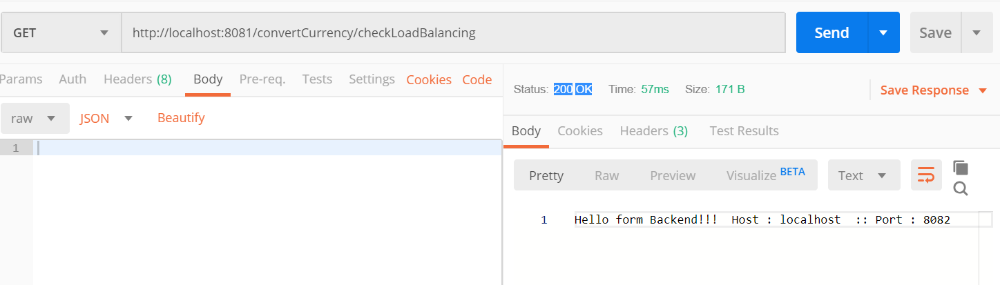 GET http://localhost:8081/convertCurrency/checkLoadBalancing Send Save
Params Auth Headers (8) Body Pre-req. Tests Settings Cookies Code
raw JSON Beautify
1
Status: 200 OK Time: 57ms Size: 171 B Save Response
Body Cookies Headers (3) Test Results
Pretty Raw Preview Visualize BETA Text
1 Hello form Backend!!!  Host : localhost  :: Port : 8082